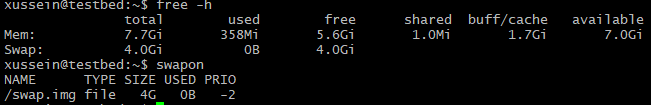 xussein@testbed:~$ free -h
              total        used        free      shared  buff/cache   available
Mem:          7.7Gi       358Mi       5.6Gi       1.0Mi       1.7Gi       7.0Gi
Swap:         4.0Gi          0B       4.0Gi
xussein@testbed:~$ swapon
NAME      TYPE SIZE USED PRIO
/swap.img file   4G   0B   -2